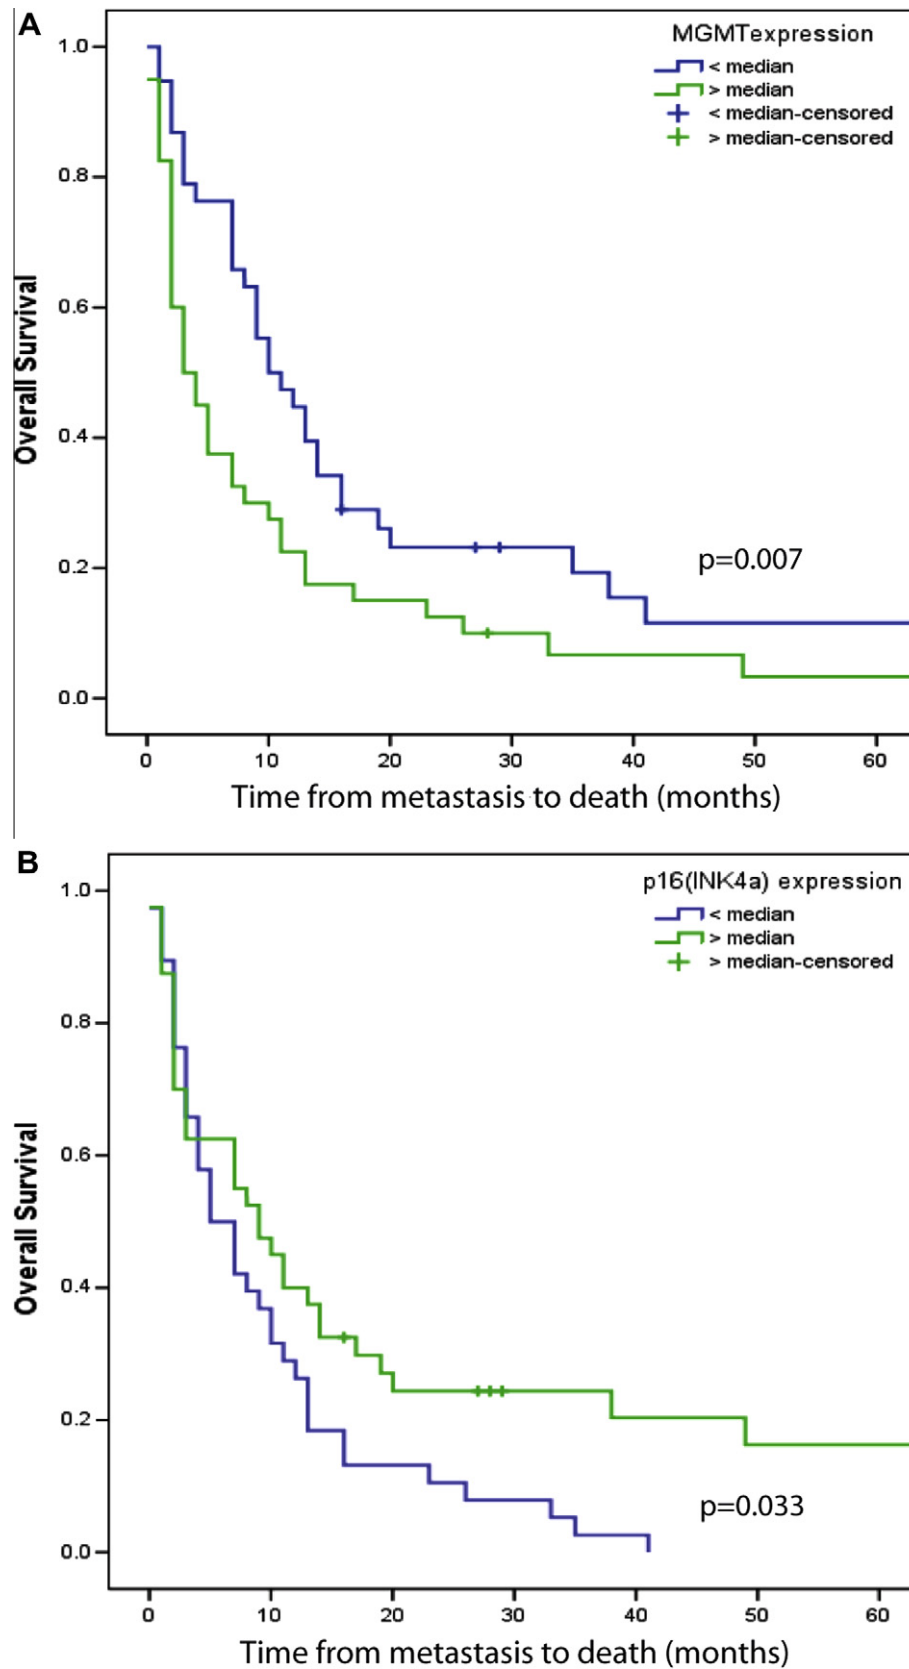 A
MGMTexpression
< median
> median
< median-censored
> median-censored
1.0
0.8
0.6
0.4
0.2
0.0
Overall Survival
p=0.007
0 10 20 30 40 50 60
Time from metastasis to death (months)
B
p16(INK4a) expression
< median
> median
> median-censored
1.0
0.8
0.6
0.4
0.2
0.0
Overall Survival
p=0.033
0 10 20 30 40 50 60
Time from metastasis to death (months)